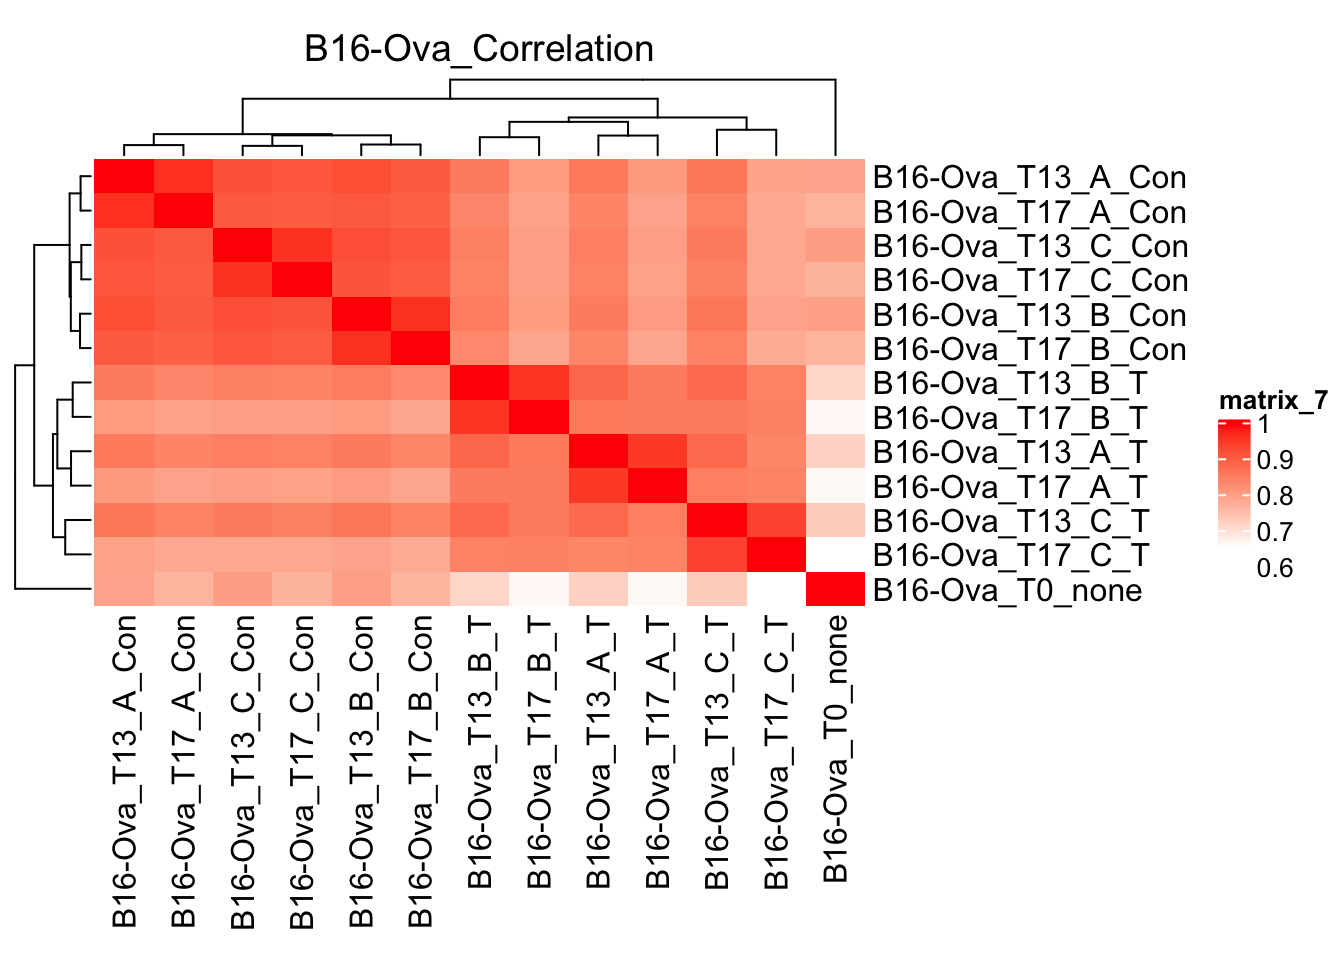 B16-Ova_Correlation
B16-Ova_T13_A_Con
B16-Ova_T17_A_Con
B16-Ova_T13_C_Con
B16-Ova_T17_C_Con
B16-Ova_T13_B_Con
B16-Ova_T17_B_Con
B16-Ova_T13_B_T
B16-Ova_T17_B_T
B16-Ova_T13_A_T
B16-Ova_T17_A_T
B16-Ova_T13_C_T
B16-Ova_T17_C_T
B16-Ova_T0_none
matrix_7
1
0.9
0.8
0.7
0.6
B16-Ova_T13_A_Con
B16-Ova_T17_A_Con
B16-Ova_T13_C_Con
B16-Ova_T17_C_Con
B16-Ova_T13_B_Con
B16-Ova_T17_B_Con
B16-Ova_T13_B_T
B16-Ova_T17_B_T
B16-Ova_T13_A_T
B16-Ova_T17_A_T
B16-Ova_T13_C_T
B16-Ova_T17_C_T
B16-Ova_T0_none